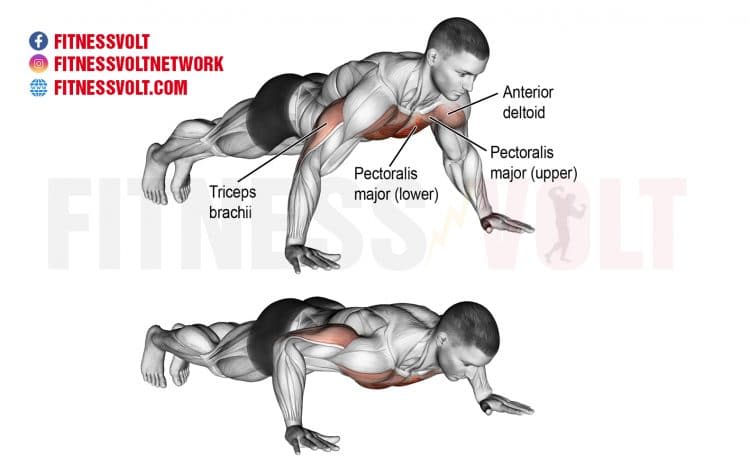 FITNESSVOLT
FITNESSVOLTNETWORK
FITNESSVOLT.COM
Anterior
deltoid
Pectoralis
major (upper)
Pectoralis
major (lower)
Triceps
brachii
FITNESS VOLT